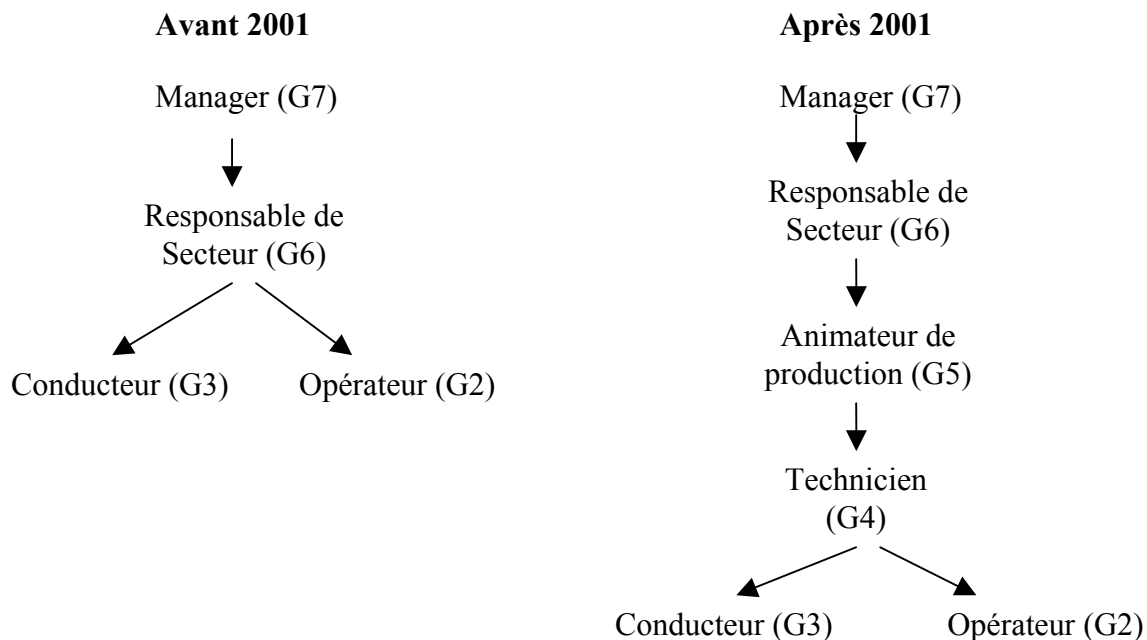 Avant 2001
Manager (G7)
Responsable de
Secteur (G6)
Conducteur (G3)
Opérateur (G2)
Après 2001
Manager (G7)
Responsable de
Secteur (G6)
Animateur de
production (G5)
Technicien
(G4)
Conducteur (G3)
Opérateur (G2)